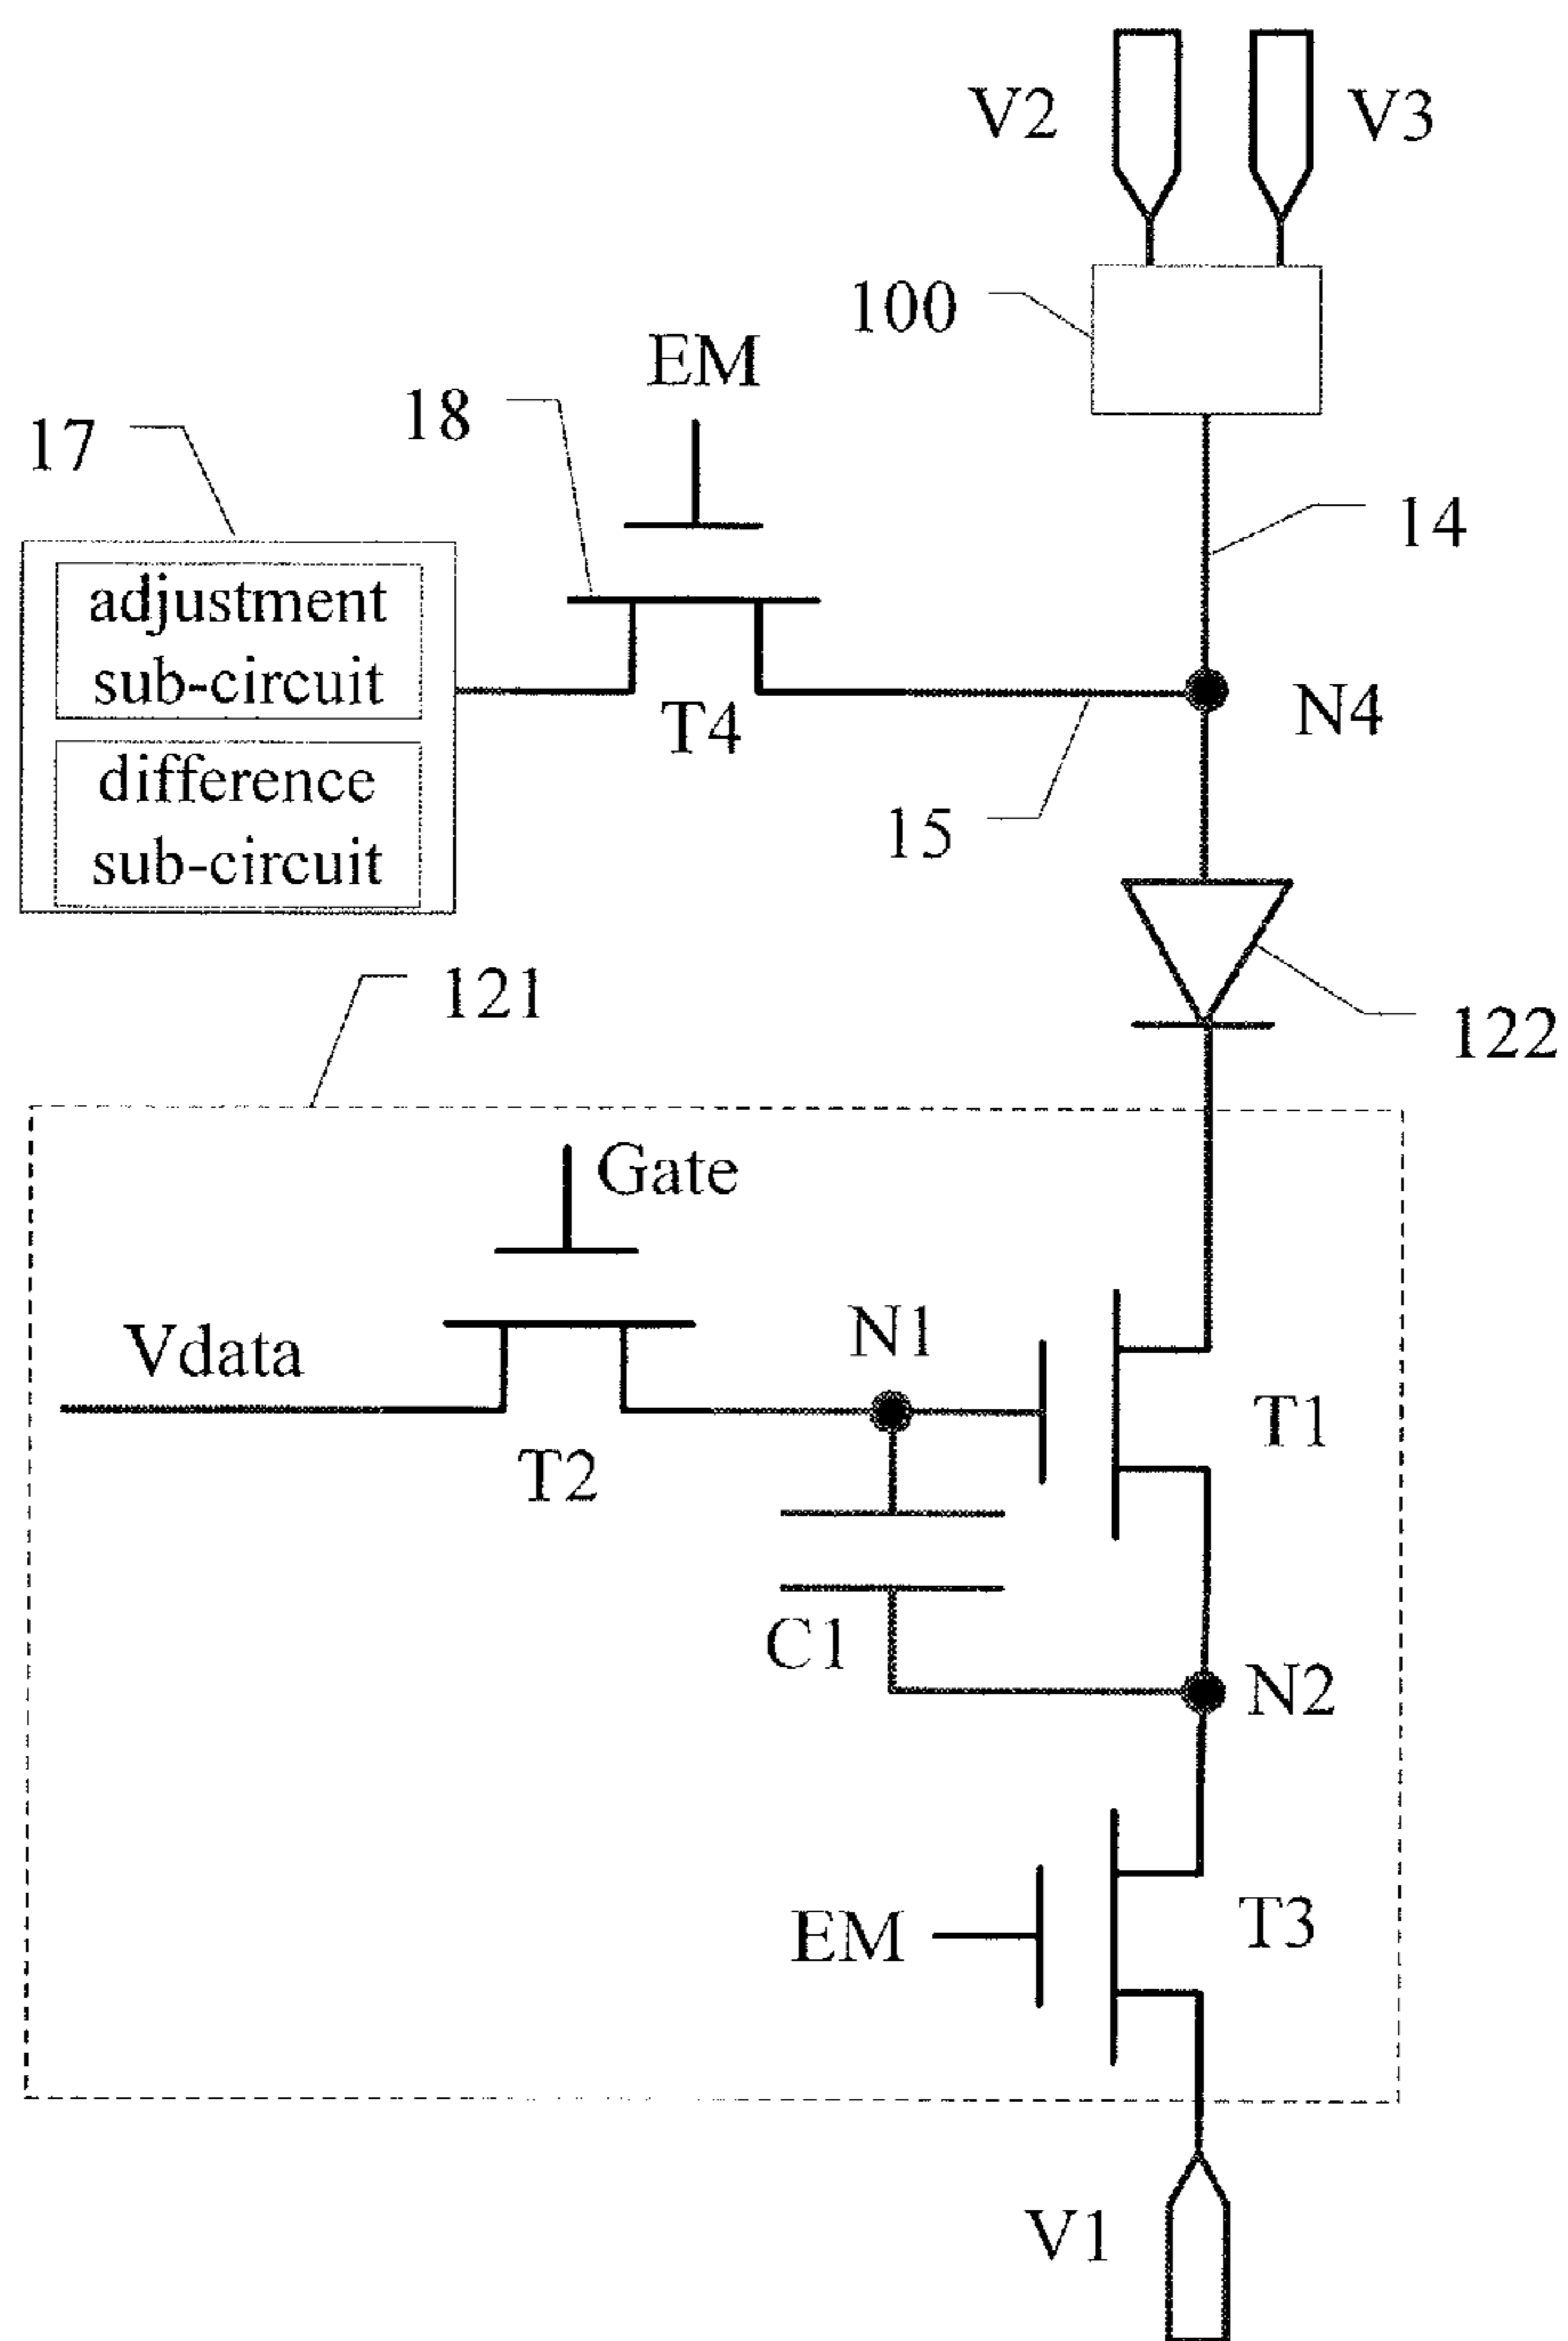 V2
V3
100
EM
18
17
14
adjustment
sub-circuit
T4
N4
difference
sub-circuit
15
121
122
Gate
Vdata
N1
T1
T2
C1
N2
EM
T3
V1